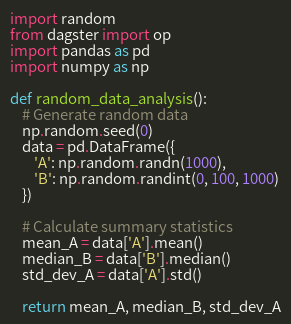 import random
from dagster import op
import pandas as pd
import numpy as np

def random_data_analysis():
    # Generate random data
    np.random.seed(0)
    data = pd.DataFrame({
        'A': np.random.randn(1000),
        'B': np.random.randint(0, 100, 1000)
    })

    # Calculate summary statistics
    mean_A = data['A'].mean()
    median_B = data['B'].median()
    std_dev_A = data['A'].std()

    return mean_A, median_B, std_dev_A